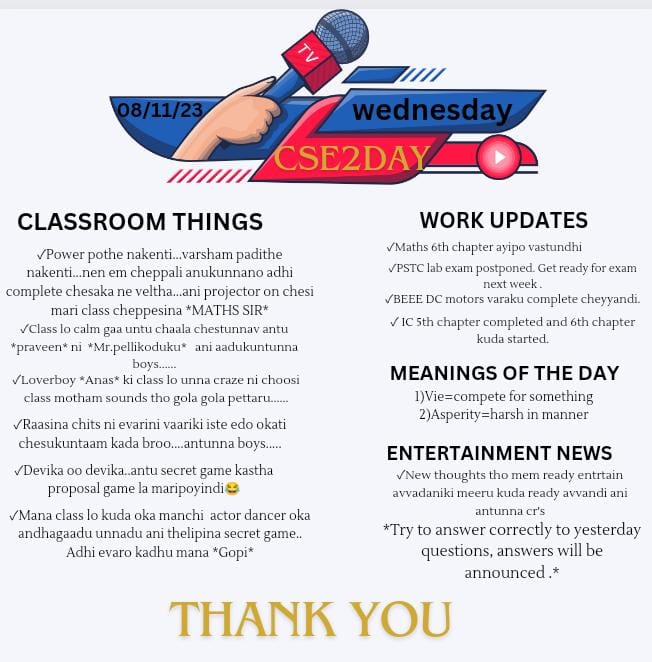 TV
08/11/23
wednesday
CSE2DAY
CLASSROOM THINGS
✓Power pothe nakenti...varsham padithe
nakenti...nen em cheppali anukunnano adhi
complete chesaka ne veltha...ani projector on chesi
mari class cheppesina *MATHS SIR*
✓Class lo calm gaa untu chaala chestunnav antu
*praveen* ni *Mr.pellikoduku* ani aadukuntunna
boys......
✓Loverboy *Anas* ki class lo unna craze ni choosi
class motham sounds tho gola gola pettaru......
✓Raasina chits ni evarini vaariki iste edo okati
chesukuntaam kada broo....antunna boys.....
✓Devika oo devika..antu secret game kastha
proposal game la maripoyindi😂
✓Mana class lo kuda oka manchi actor dancer oka
andhagaadu unnadu ani thelipina secret game..
Adhi evaro kadhu mana *Gopi*
WORK UPDATES
✓Maths 6th chapter ayipo vastundhi
✓PSTC lab exam postponed. Get ready for exam
next week .
✓BEEE DC motors varaku complete cheyyandi.
✓ IC 5th chapter completed and 6th chapter
kuda started.
MEANINGS OF THE DAY
1)Vie=compete for something
2)Asperity=harsh in manner
ENTERTAINMENT NEWS
✓New thoughts tho mem ready entrtain
avvadaniki meeru kuda ready avvandi ani
antunna cr's
*Try to answer correctly to yesterday
questions, answers will be
announced .*
THANK YOU